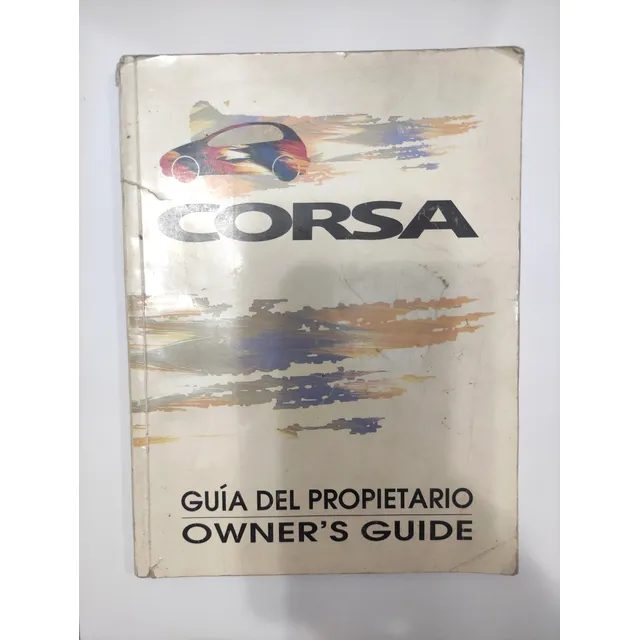 CORSA
GUÍA DEL PROPIETARIO
OWNER'S GUIDE